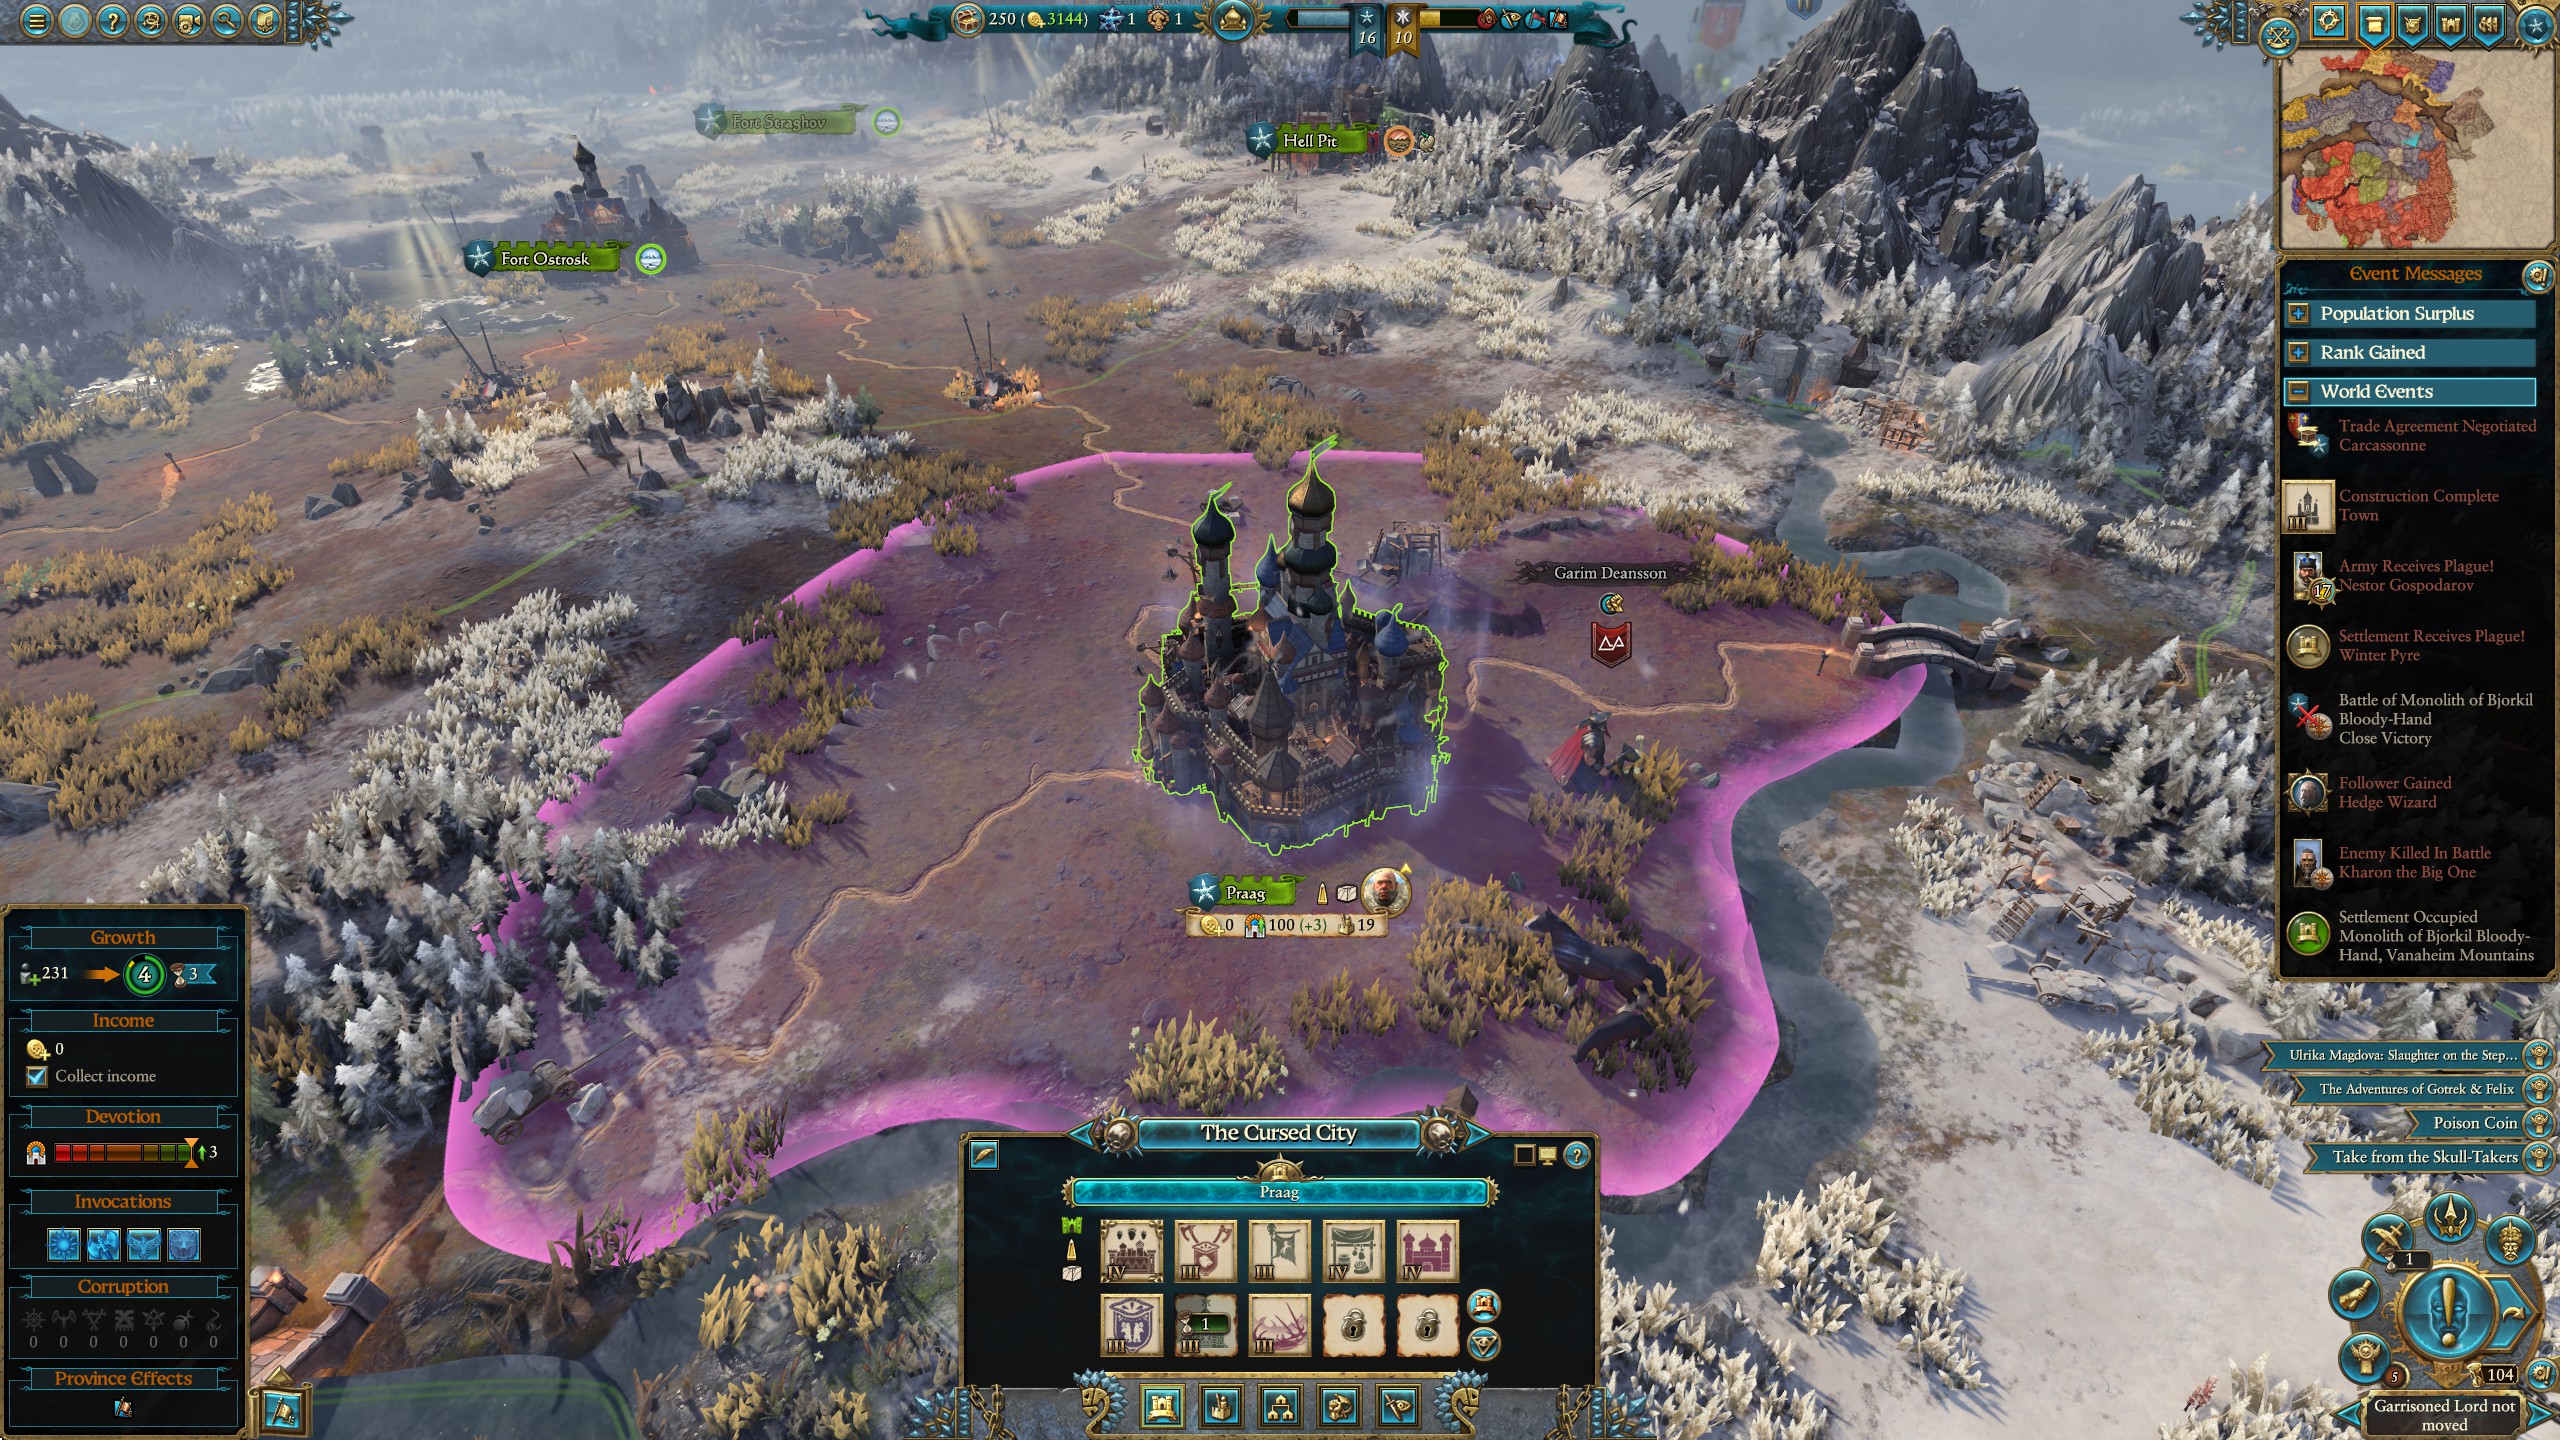 250 (3144) 1 1
16 10
Fort Straghov
Hell Pit
Fort Ostrosk
Garim Deansson
Praag
0 100 (+3) 19
Event Messages
Population Surplus
Rank Gained
World Events
Trade Agreement Negotiated
Carcassonne
Construction Complete
Town
III
Army Receives Plague!
Nestor Gospodarov
17
Settlement Receives Plague!
Winter Pyre
Battle of Monolith of Bjorkil
Bloody-Hand
Close Victory
Follower Gained
Hedge Wizard
Enemy Killed In Battle
Kharon the Big One
Settlement Occupied
Monolith of Bjorkil Bloody-
Hand, Vanaheim Mountains
Ulrika Magdova: Slaughter on the Step...
The Adventures of Gotrek & Felix
Poison Coin
Take from the Skull-Takers
1
5
104
Garrisoned Lord not
moved
Growth
231 4 3
Income
0
Collect income
Devotion
3
Invocations
Corruption
0 0 0 0 0 0 0
Province Effects
The Cursed City
?
Praag
IV III III IV IV
III 1 III III